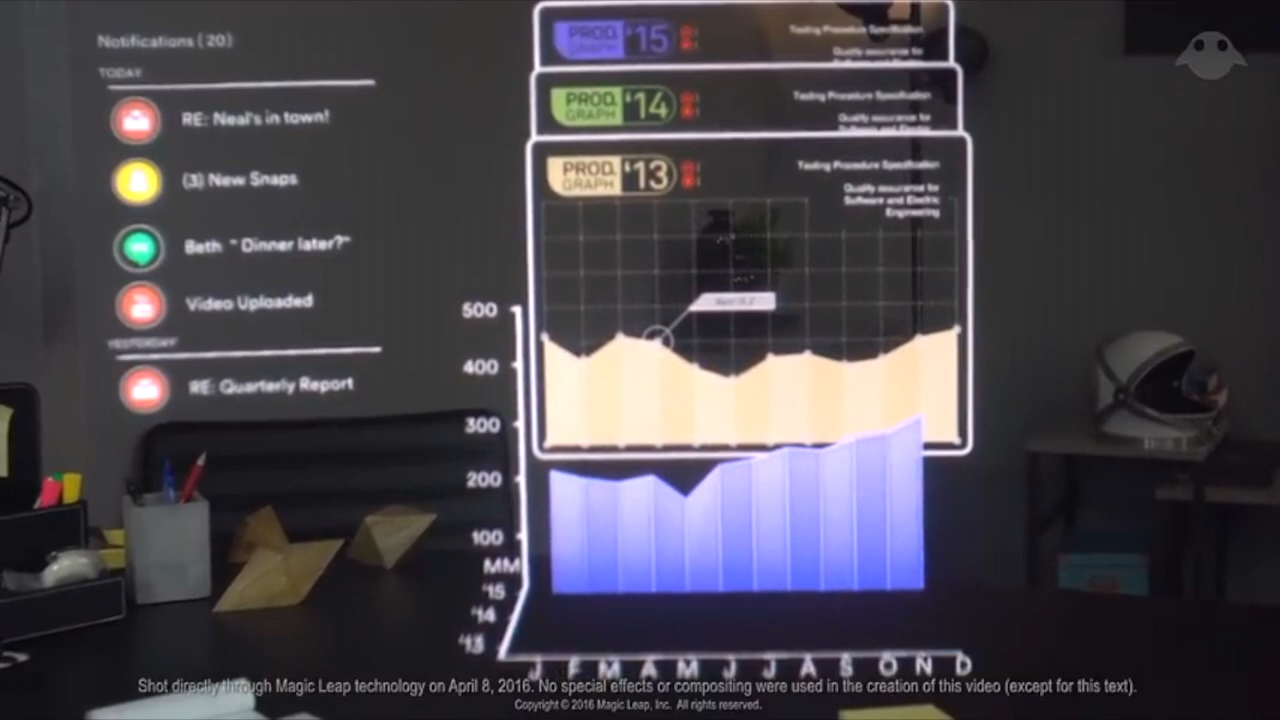 Notifications (20)
TODAY
RE: Neal's in town!
(3) New Snaps
Beth "Dinner later?"
Video Uploaded
YESTERDAY
RE: Quarterly Report
PROD. GRAPH '15
Testing Procedure Specification
Quality assurance for
Software and Electric
PROD. GRAPH '14
Testing Procedure Specification
Quality assurance for
Software and Electric
PROD. GRAPH '13
Testing Procedure Specification
Quality assurance for
Software and Electric
Engineering
500
400
300
200
100
MM
'15
'14
'13
J F M A M J J A S O N D
Shot directly through Magic Leap technology on April 8, 2016. No special effects or compositing were used in the creation of this video (except for this text).
Copyright © 2016 Magic Leap, Inc. All rights reserved.